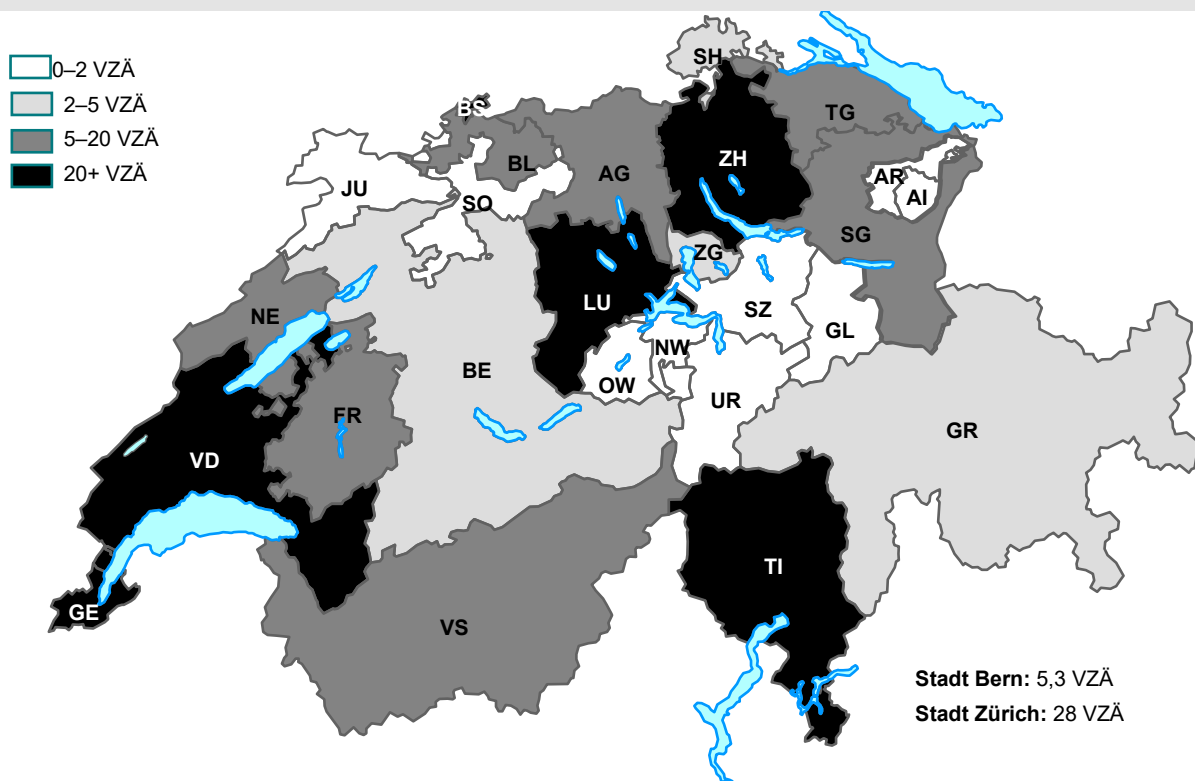 0–2 VZÄ
2–5 VZÄ
5–20 VZÄ
20+ VZÄ
SH
BS
TG
BL
ZH
AG
JU
AR
AI
SO
SG
ZG
LU
SZ
NE
GL
NW
BE
OW
UR
FR
GR
VD
TI
GE
VS
Stadt Bern: 5,3 VZÄ
Stadt Zürich: 28 VZÄ